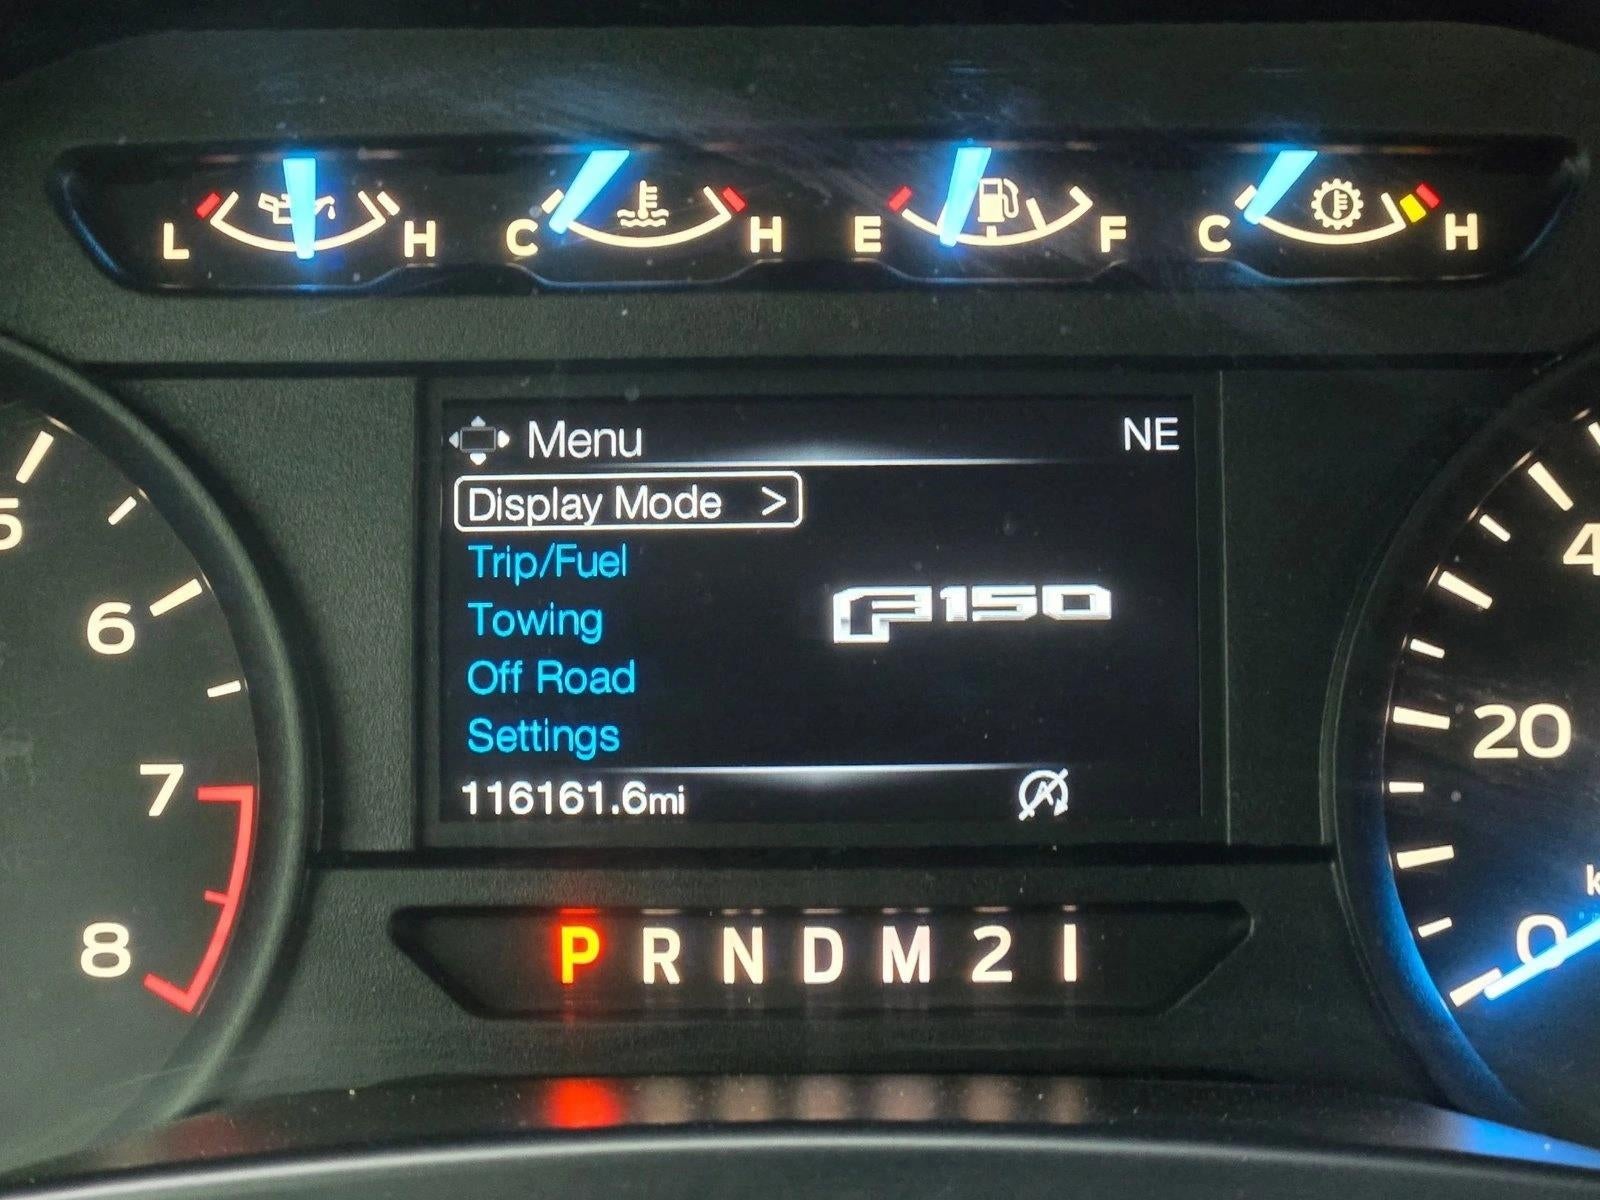 L H C H E F C H
Menu NE
Display Mode >
Trip/Fuel
F150
Towing
Off Road
Settings
116161.6mi A
5
6
7
8
20
0
P R N D M 2 1